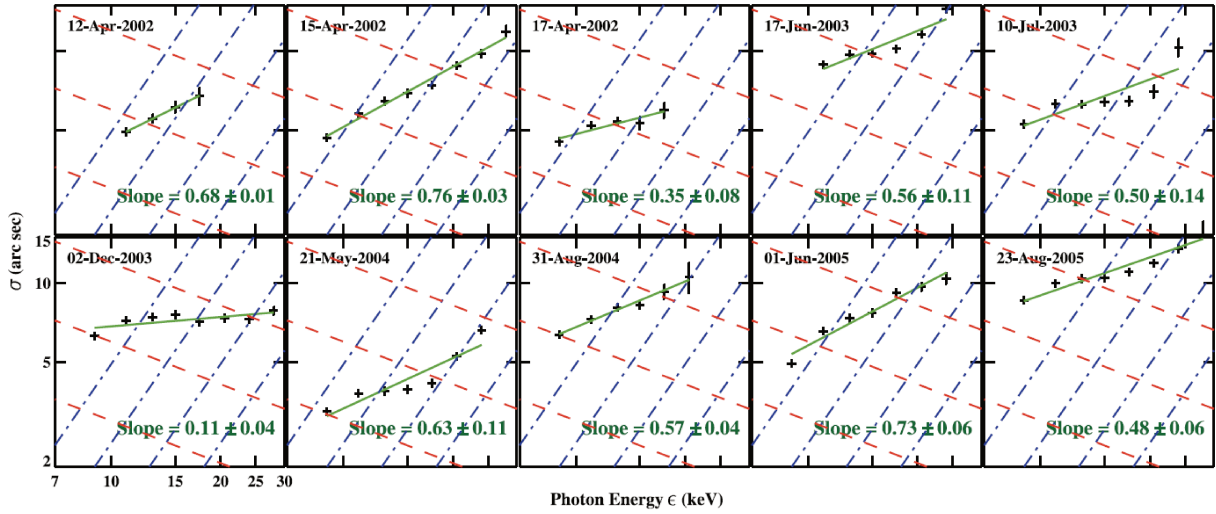 12-Apr-2002 15-Apr-2002 17-Apr-2002 17-Jun-2003 10-Jul-2003
Slope = 0.68 ± 0.01 Slope = 0.76 ± 0.03 Slope = 0.35 ± 0.08 Slope = 0.56 ± 0.11 Slope = 0.50 ± 0.14
15
02-Dec-2003 21-May-2004 31-Aug-2004 01-Jun-2005 23-Aug-2005
10
σ (arc sec)
5
Slope = 0.11 ± 0.04 Slope = 0.63 ± 0.11 Slope = 0.57 ± 0.04 Slope = 0.73 ± 0.06 Slope = 0.48 ± 0.06
2
7 10 15 20 25 30
Photon Energy ϵ (keV)